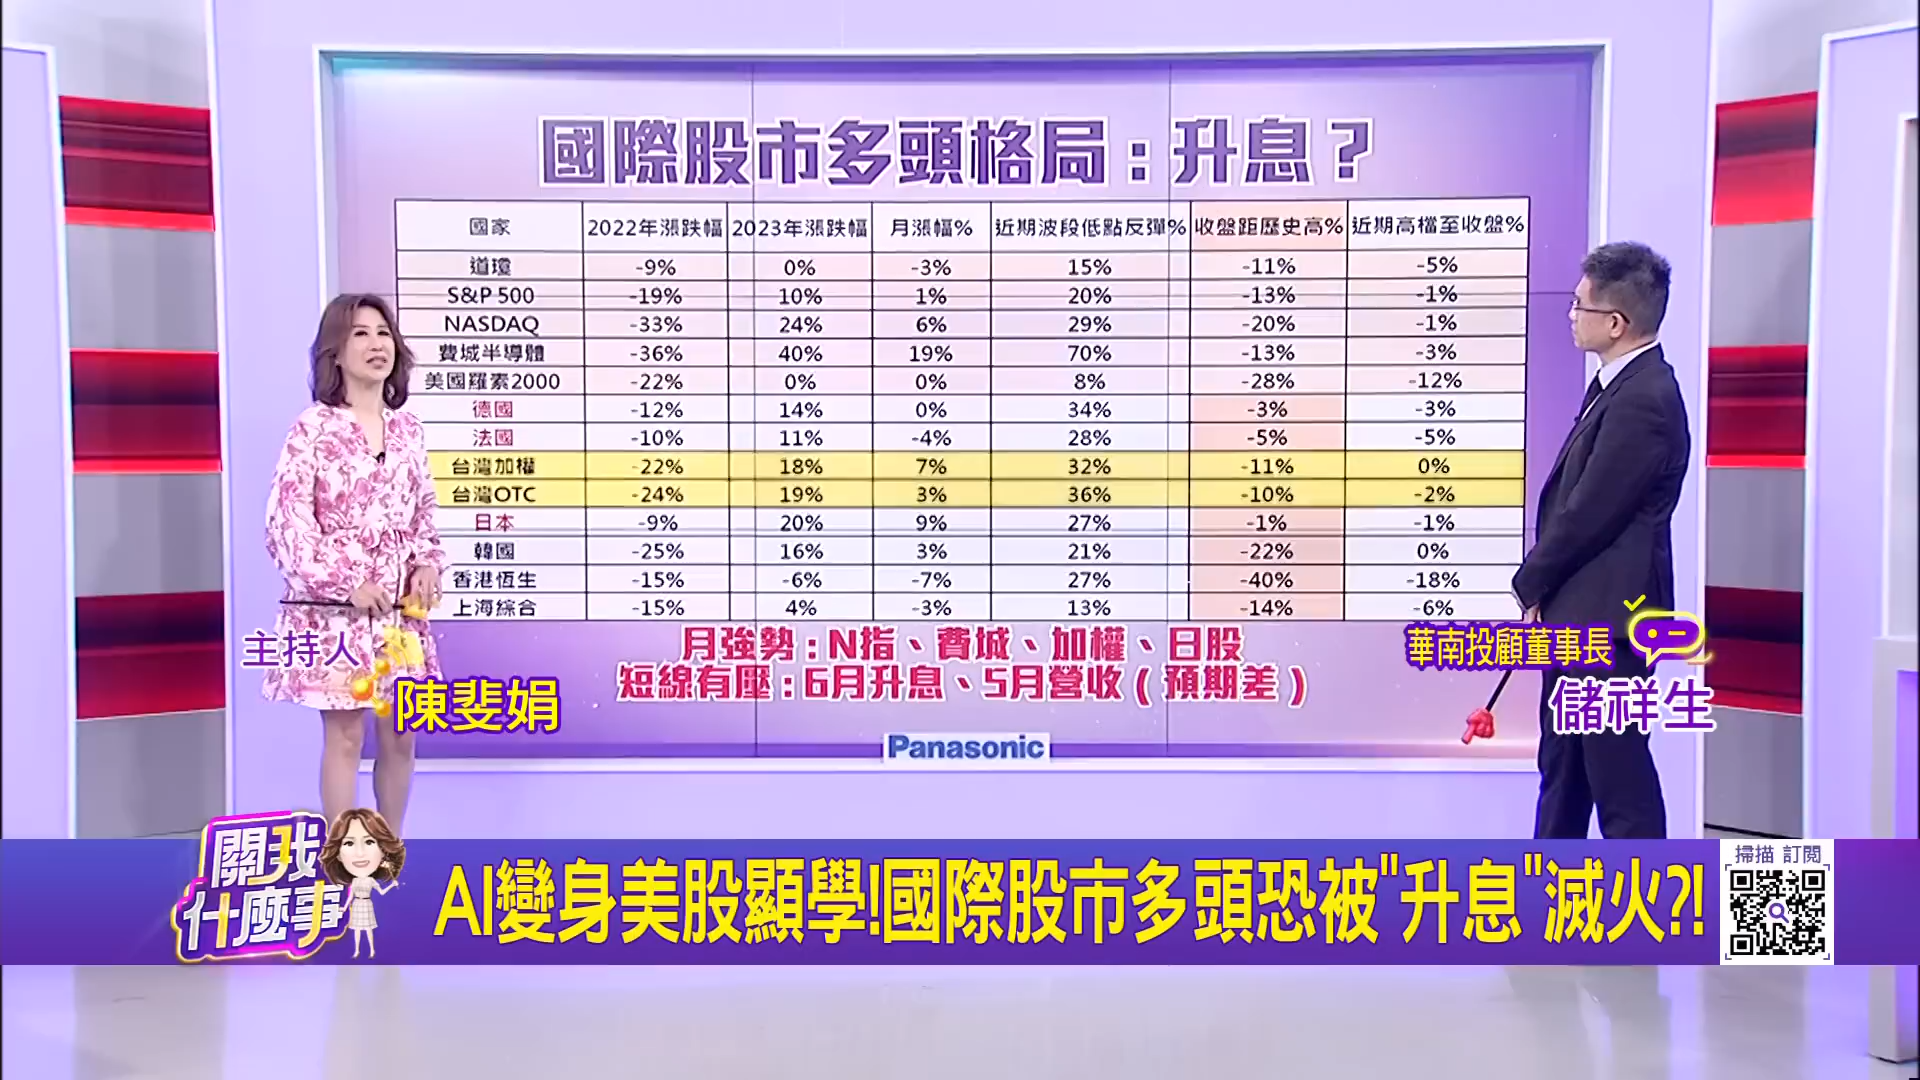 國際股市多頭格局：升息？
國家 2022年漲跌幅 2023年漲跌幅 月漲幅% 近期波段低點反彈% 收盤距歷史高% 近期高檔至收盤%
道瓊 -9% 0% -3% 15% -11% -5%
S&P 500 -19% 10% 1% 20% -13% -1%
NASDAQ -33% 24% 6% 29% -20% -1%
費城半導體 -36% 40% 19% 70% -13% -3%
美國羅素2000 -22% 0% 0% 8% -28% -12%
德國 -12% 14% 0% 34% -3% -3%
法國 -10% 11% -4% 28% -5% -5%
台灣加權 -22% 18% 7% 32% -11% 0%
台灣OTC -24% 19% 3% 36% -10% -2%
日本 -9% 20% 9% 27% -1% -1%
韓國 -25% 16% 3% 21% -22% 0%
香港恆生 -15% -6% -7% 27% -40% -18%
上海綜合 -15% 4% -3% 13% -14% -6%
月強勢：N指、費城、加權、日股
短線有壓：6月升息、5月營收（預期差）
Panasonic
主持人
陳斐娟
華南投顧董事長
儲祥生
關我
什麼事
AI變身美股顯學!國際股市多頭恐被"升息"滅火?!
掃描 訂閱